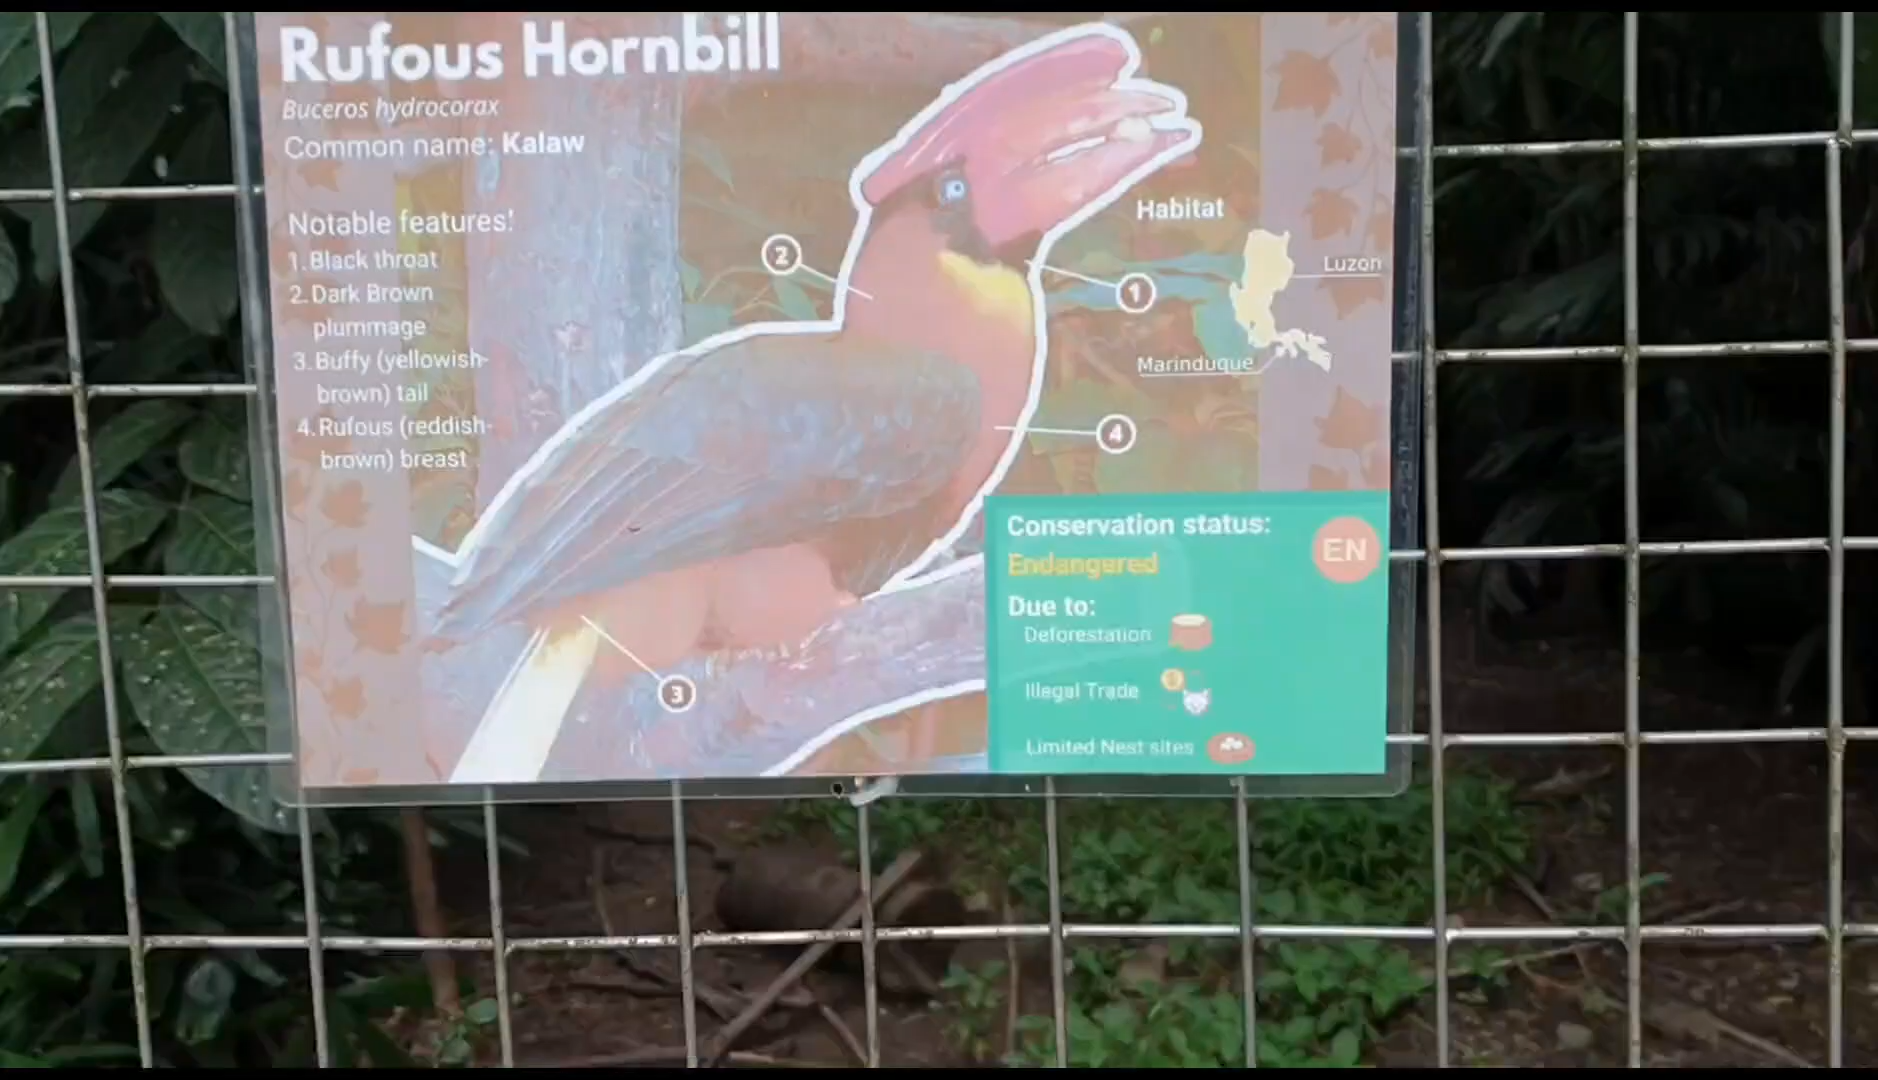 Rufous Hornbill
Buceros hydrocorax
Common name: Kalaw
Notable features!
1. Black throat
2. Dark Brown
plummage
3. Buffy (yellowish-
brown) tail
4. Rufous (reddish-
brown) breast
2
1
4
3
Habitat
Luzon
Marinduque
Conservation status:
Endangered
EN
Due to:
Deforestation
Illegal Trade
Limited Nest sites